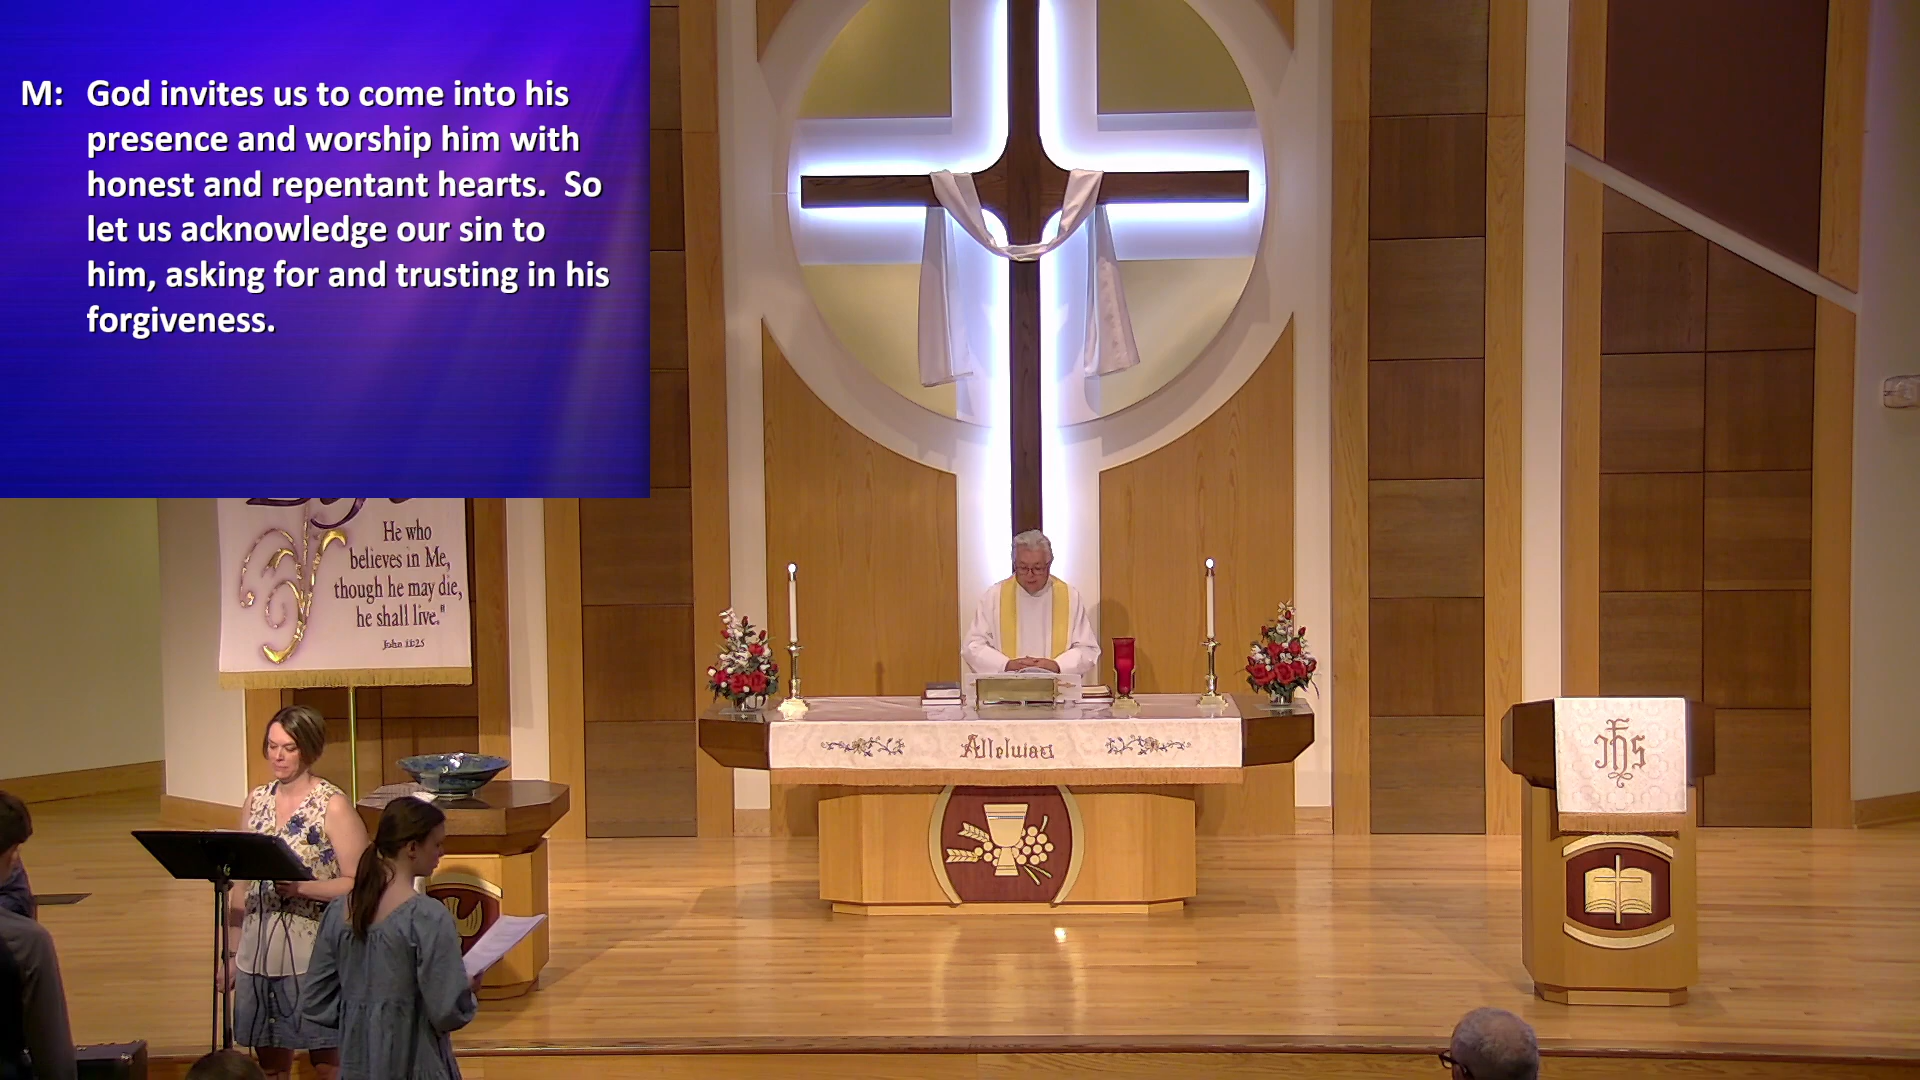 M: God invites us to come into his
presence and worship him with
honest and repentant hearts. So
let us acknowledge our sin to
him, asking for and trusting in his
forgiveness.
He who
believes in Me,
though he may die,
he shall live."
John 11:25
Alleluia
IHS